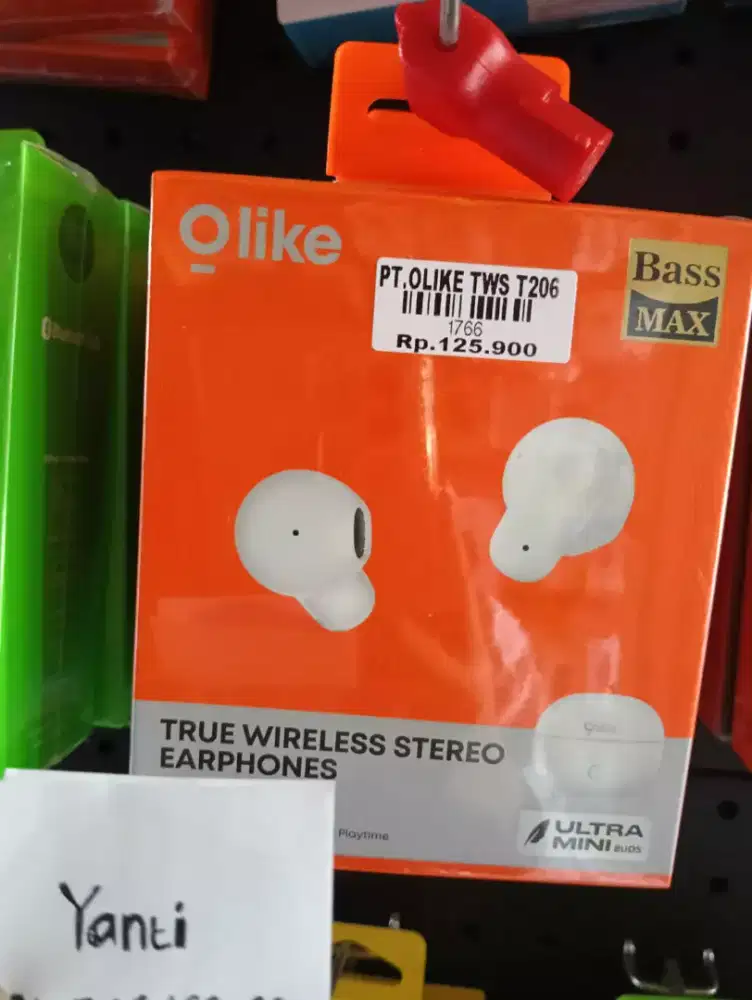 Olike
PT.OLIKE TWS T206
1766
Rp.125.900
Bass
MAX
TRUE WIRELESS STEREO
EARPHONES
Playtime
ULTRA
MINI BUDS
Yanti